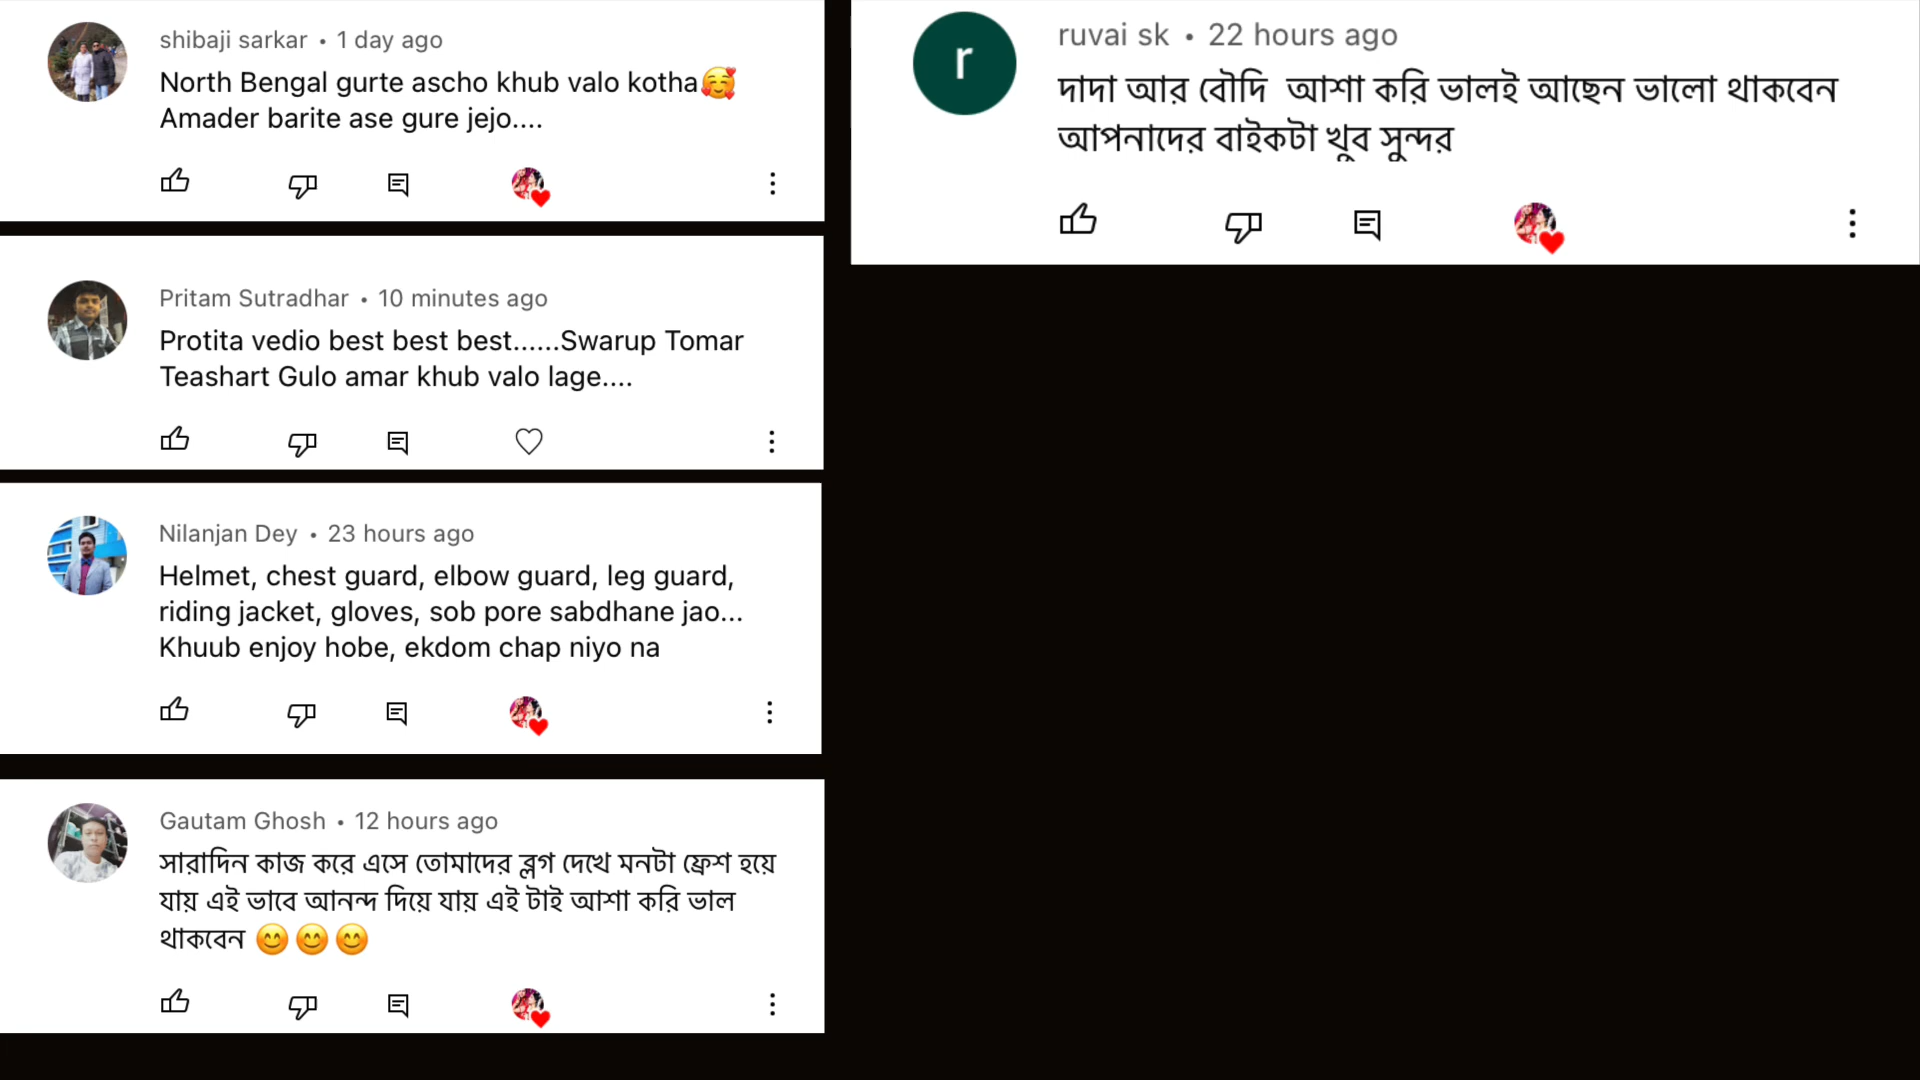 shibaji sarkar • 1 day ago
North Bengal gurte ascho khub valo kotha🥰
Amader barite ase gure jejo....
Pritam Sutradhar • 10 minutes ago
Protita vedio best best best......Swarup Tomar
Teashart Gulo amar khub valo lage....
Nilanjan Dey • 23 hours ago
Helmet, chest guard, elbow guard, leg guard,
riding jacket, gloves, sob pore sabdhane jao...
Khuub enjoy hobe, ekdom chap niyo na
Gautam Ghosh • 12 hours ago
সারাদিন কাজ করে এসে তোমাদের ব্লগ দেখে মনটা ফ্রেশ হয়ে
যায় এই ভাবে আনন্দ দিয়ে যায় এই টাই আশা করি ভাল
থাকবেন 😊😊😊
r
ruvai sk • 22 hours ago
দাদা আর বৌদি আশা করি ভালই আছেন ভালো থাকবেন
আপনাদের বাইকটা খুব সুন্দর